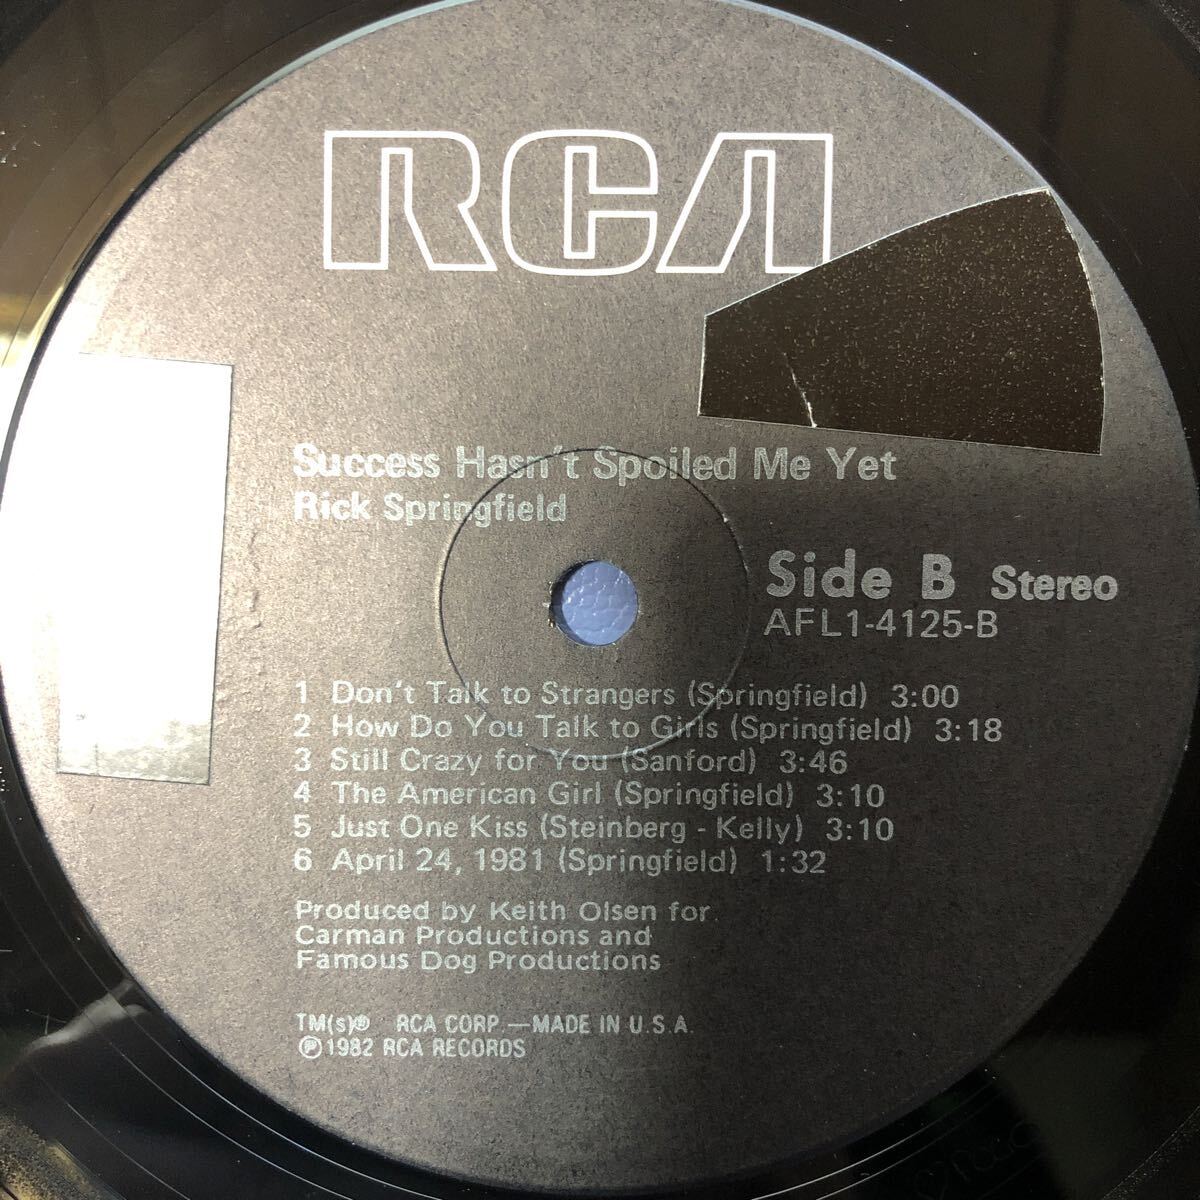 RCA
Success Hasn't Spoiled Me Yet
Rick Springfield
Side B Stereo
AFL1-4125-B
1 Don't Talk to Strangers (Springfield) 3:00
2 How Do You Talk to Girls (Springfield) 3:18
3 Still Crazy for You (Sanford) 3:46
4 The American Girl (Springfield) 3:10
5 Just One Kiss (Steinberg - Kelly) 3:10
6 April 24, 1981 (Springfield) 1:32
Produced by Keith Olsen for
Carman Productions and
Famous Dog Productions
TM(s)® RCA CORP.—MADE IN U.S.A.
℗1982 RCA RECORDS